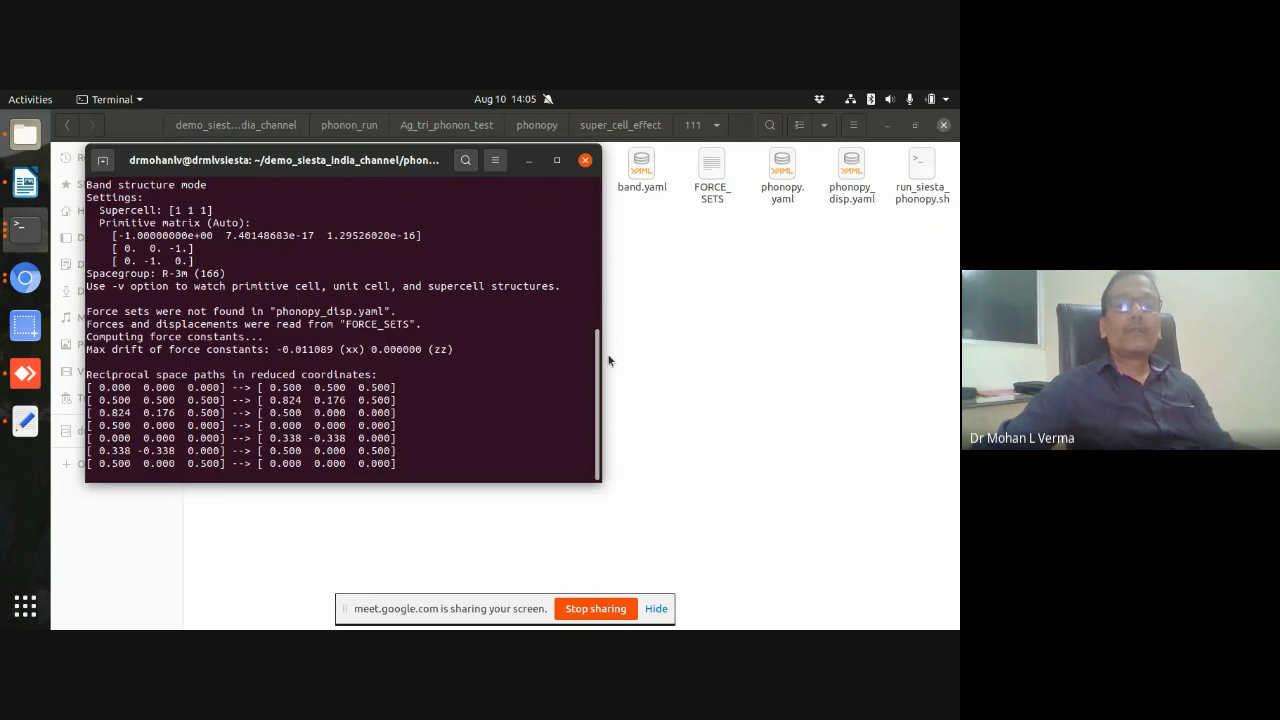 Activities
Terminal
Aug 10 14:05
demo_siest...dia_channel
phonon_run
Ag_tri_phonon_test
phonopy
super_cell_effect
111
drmohanlv@drmlvsiesta: ~/demo_siesta_india_channel/phon...
Band structure mode
Settings:
Supercell: [1 1 1]
Primitive matrix (Auto):
[-1.00000000e+00 7.40148683e-17 1.29526020e-16]
[ 0. 0. -1.]
[ 0. -1. 0.]
Spacegroup: R-3m (166)
Use -v option to watch primitive cell, unit cell, and supercell structures.
Force sets were not found in "phonopy_disp.yaml".
Forces and displacements were read from "FORCE_SETS".
Computing force constants...
Max drift of force constants: -0.011089 (xx) 0.000000 (zz)
Reciprocal space paths in reduced coordinates:
[ 0.000 0.000 0.000] --> [ 0.500 0.500 0.500]
[ 0.500 0.500 0.500] --> [ 0.824 0.176 0.500]
[ 0.824 0.176 0.500] --> [ 0.500 0.000 0.000]
[ 0.500 0.000 0.000] --> [ 0.000 0.000 0.000]
[ 0.000 0.000 0.000] --> [ 0.338 -0.338 0.000]
[ 0.338 -0.338 0.000] --> [ 0.500 0.000 0.500]
[ 0.500 0.000 0.500] --> [ 0.000 0.000 0.000]
YAML
band.yaml
FORCE_
SETS
YAML
phonopy.
yaml
YAML
phonopy_
disp.yaml
run_siesta_
phonopy.sh
Dr Mohan L Verma
meet.google.com is sharing your screen.
Stop sharing
Hide